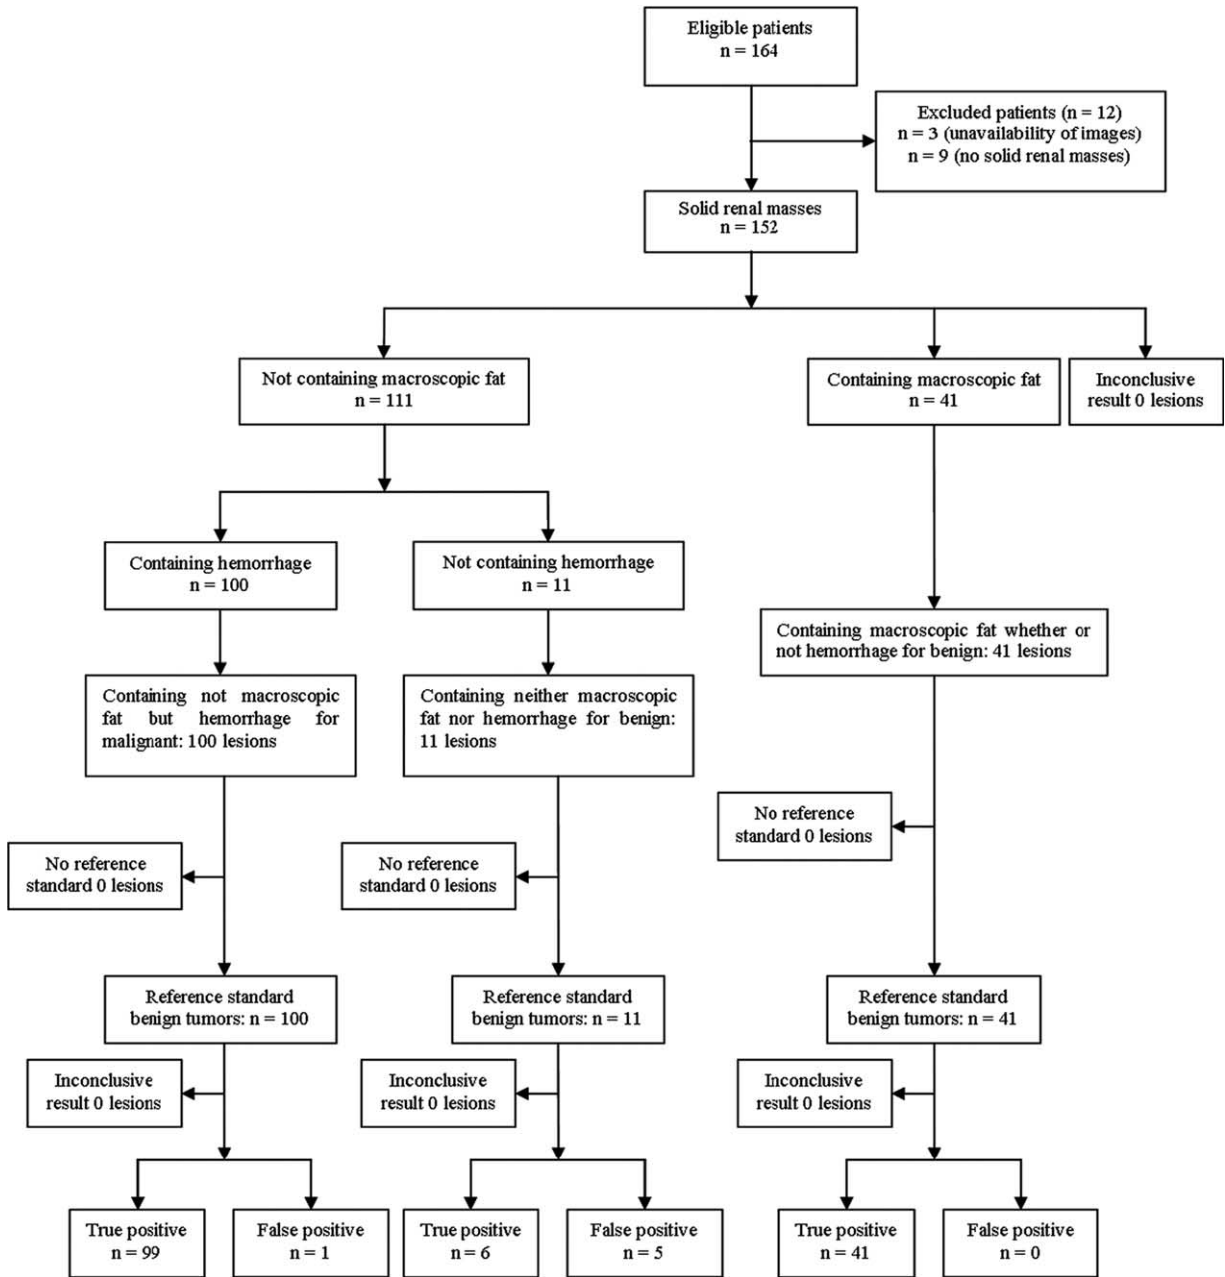 Eligible patients
n = 164
Excluded patients (n = 12)
n = 3 (unavailability of images)
n = 9 (no solid renal masses)
Solid renal masses
n = 152
Not containing macroscopic fat
n = 111
Containing macroscopic fat
n = 41
Inconclusive
result 0 lesions
Containing hemorrhage
n = 100
Not containing hemorrhage
n = 11
Containing macroscopic fat whether or
not hemorrhage for benign: 41 lesions
Containing not macroscopic
fat but hemorrhage for
malignant: 100 lesions
Containing neither macroscopic
fat nor hemorrhage for benign:
11 lesions
No reference
standard 0 lesions
No reference
standard 0 lesions
No reference
standard 0 lesions
Reference standard
benign tumors: n = 100
Reference standard
benign tumors: n = 11
Reference standard
benign tumors: n = 41
Inconclusive
result 0 lesions
Inconclusive
result 0 lesions
Inconclusive
result 0 lesions
True positive
n = 99
False positive
n = 1
True positive
n = 6
False positive
n = 5
True positive
n = 41
False positive
n = 0